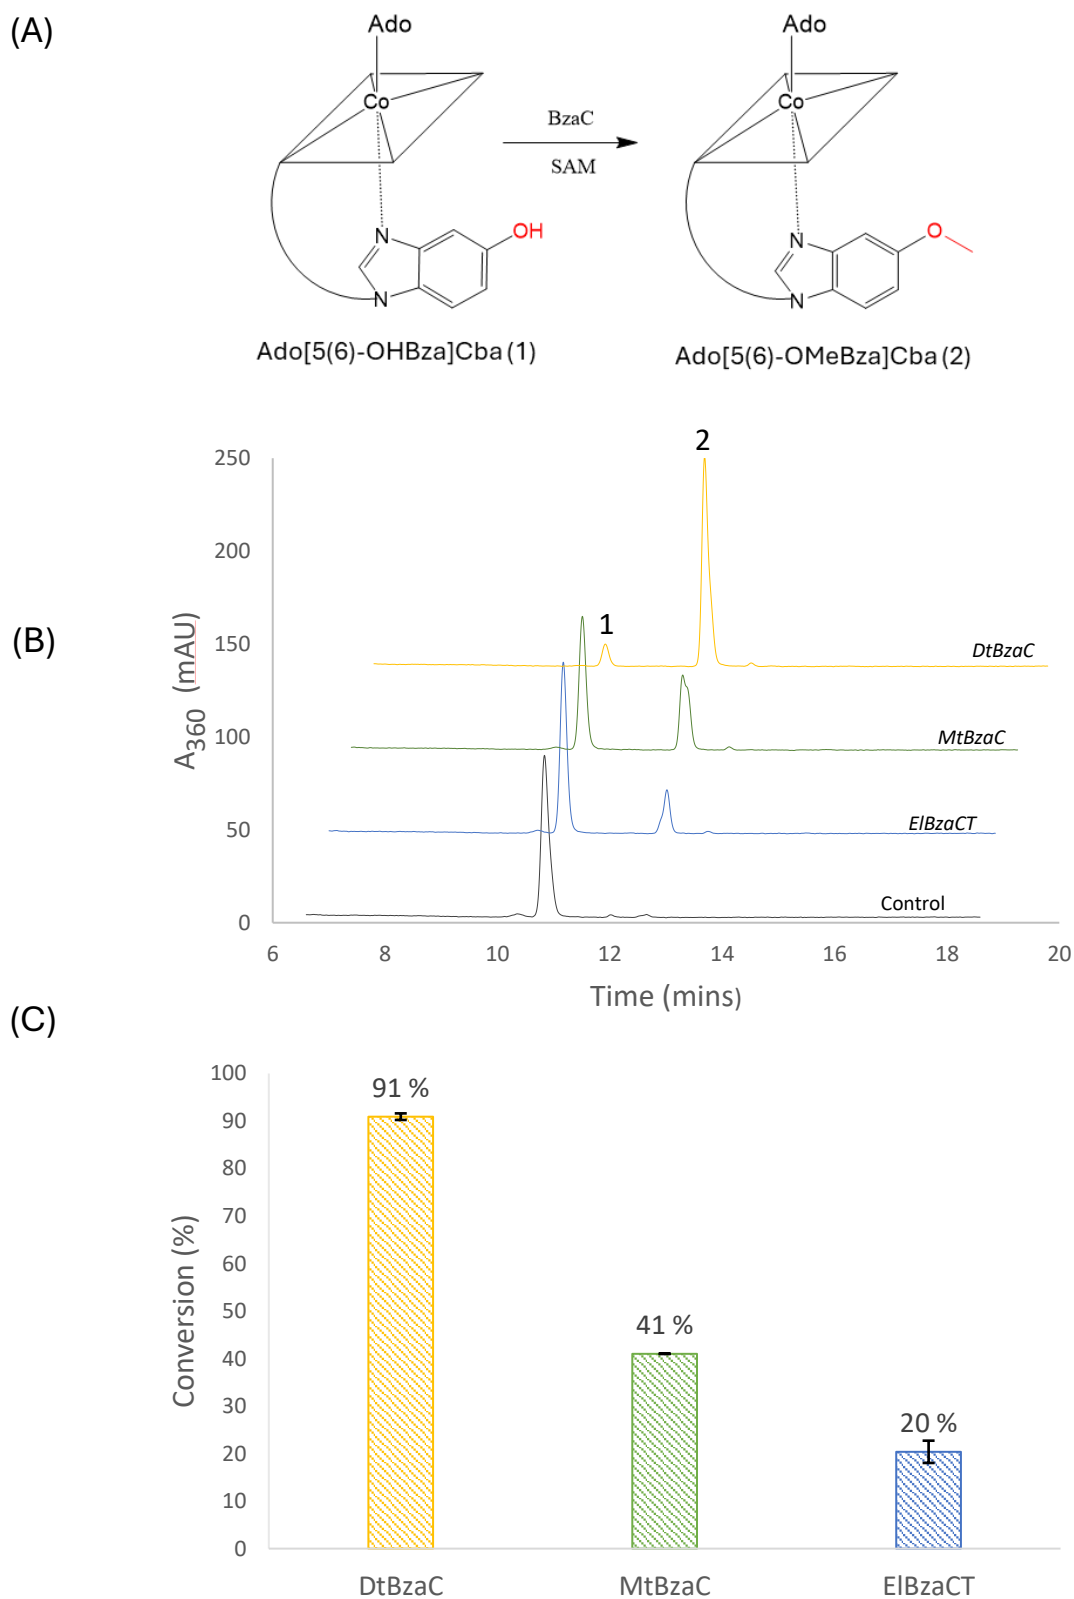 (A)
Ado
Ado
Co
Co
BzaC
SAM
N
OH
N
O
N
N
Ado[5(6)-OHBza]Cba (1)
Ado[5(6)-OMeBza]Cba (2)
(B)
2
250
200
1
150
DtBzaC
A360 (mAU)
100
MtBzaC
50
ElBzaCT
Control
0
6 8 10 12 14 16 18 20
Time (mins)
(C)
100
91 %
90
80
70
60
50
41 %
40
30
20 %
20
10
0
Conversion (%)
DtBzaC MtBzaC ElBzaCT